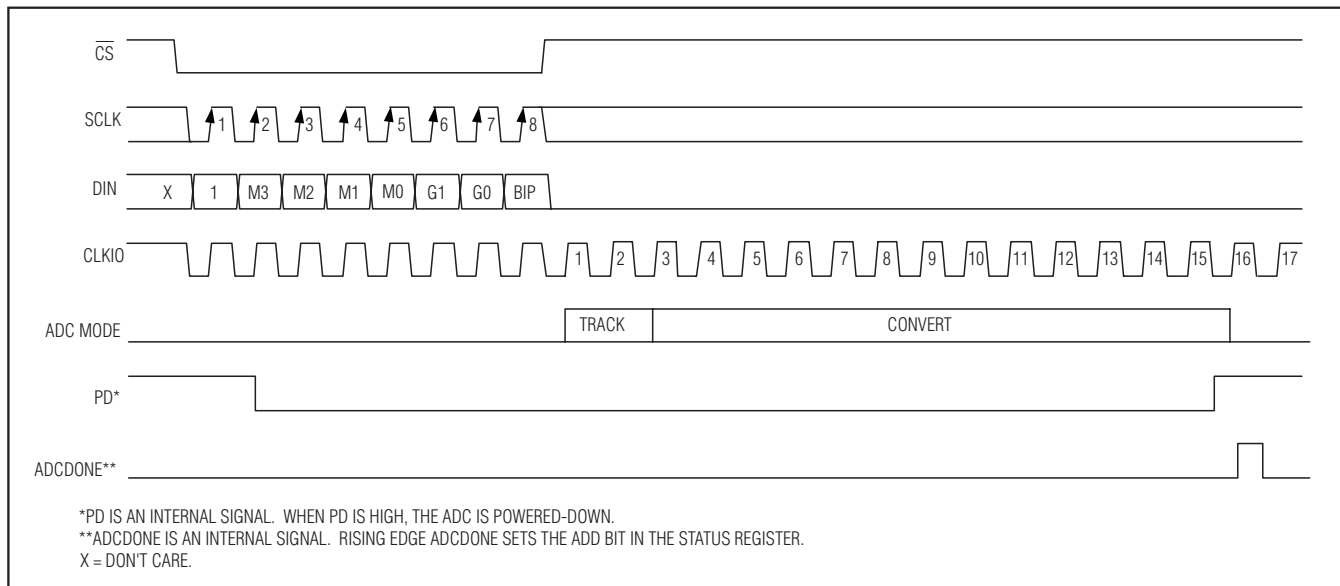 CS
SCLK 1 2 3 4 5 6 7 8
DIN X 1 M3 M2 M1 M0 G1 G0 BIP
CLKIO 1 2 3 4 5 6 7 8 9 10 11 12 13 14 15 16 17
ADC MODE TRACK CONVERT
PD*
ADCDONE**
*PD IS AN INTERNAL SIGNAL. WHEN PD IS HIGH, THE ADC IS POWERED-DOWN.
**ADCDONE IS AN INTERNAL SIGNAL. RISING EDGE ADCDONE SETS THE ADD BIT IN THE STATUS REGISTER.
X = DON'T CARE.